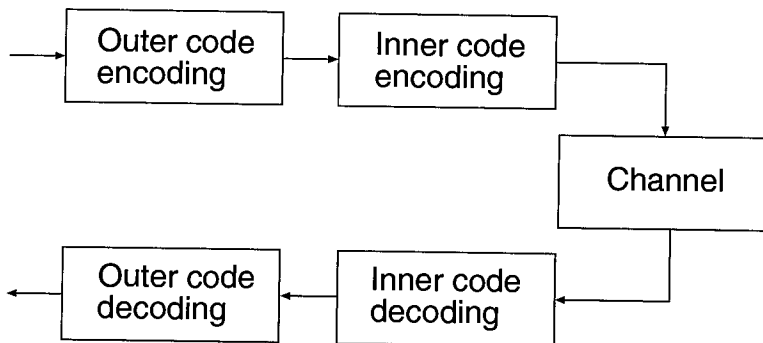 Outer code
encoding
Inner code
encoding
Channel
Outer code
decoding
Inner code
decoding